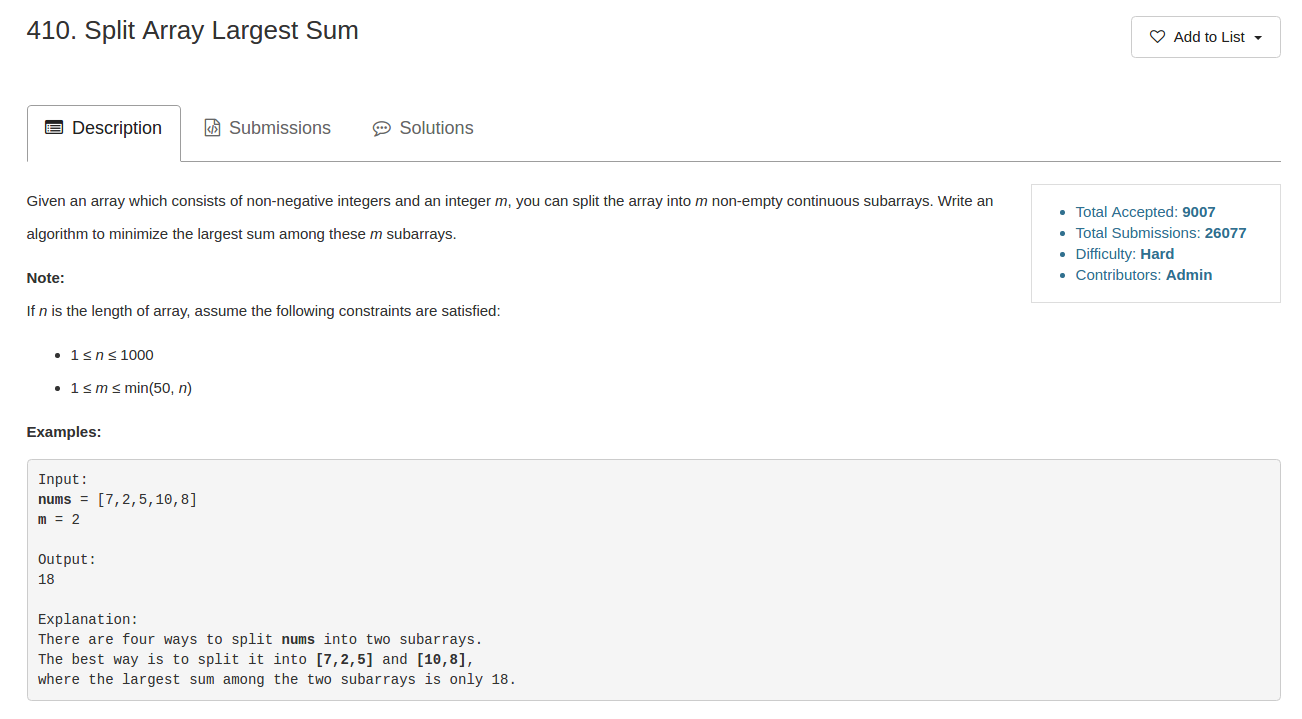 410. Split Array Largest Sum
Add to List
Description
Submissions
Solutions
Given an array which consists of non-negative integers and an integer m, you can split the array into m non-empty continuous subarrays. Write an
algorithm to minimize the largest sum among these m subarrays.
Total Accepted: 9007
Total Submissions: 26077
Difficulty: Hard
Contributors: Admin
Note:
If n is the length of array, assume the following constraints are satisfied:
• 1 ≤ n ≤ 1000
• 1 ≤ m ≤ min(50, n)
Examples:
Input:
nums = [7,2,5,10,8]
m = 2
Output:
18
Explanation:
There are four ways to split nums into two subarrays.
The best way is to split it into [7,2,5] and [10,8],
where the largest sum among the two subarrays is only 18.